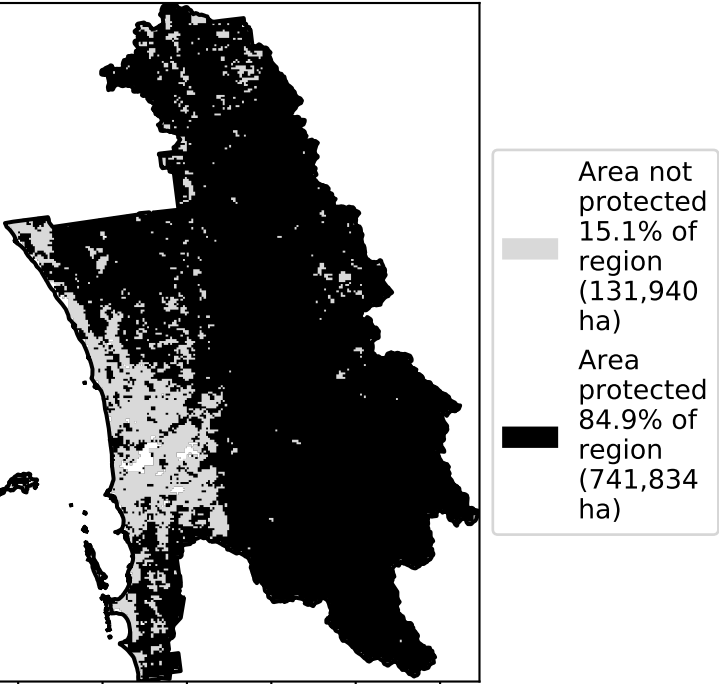 Area not
protected
15.1% of
region
(131,940
ha)
Area
protected
84.9% of
region
(741,834
ha)